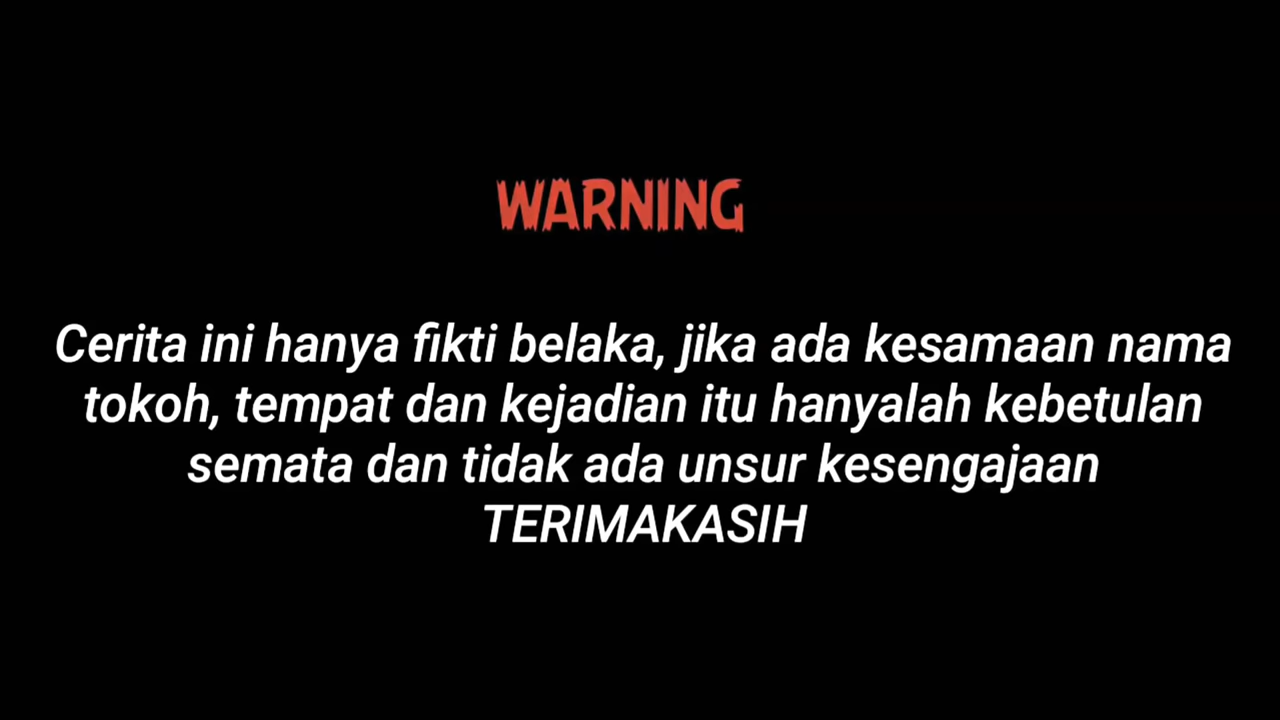 WARNING
Cerita ini hanya fikti belaka, jika ada kesamaan nama
tokoh, tempat dan kejadian itu hanyalah kebetulan
semata dan tidak ada unsur kesengajaan
TERIMAKASIH